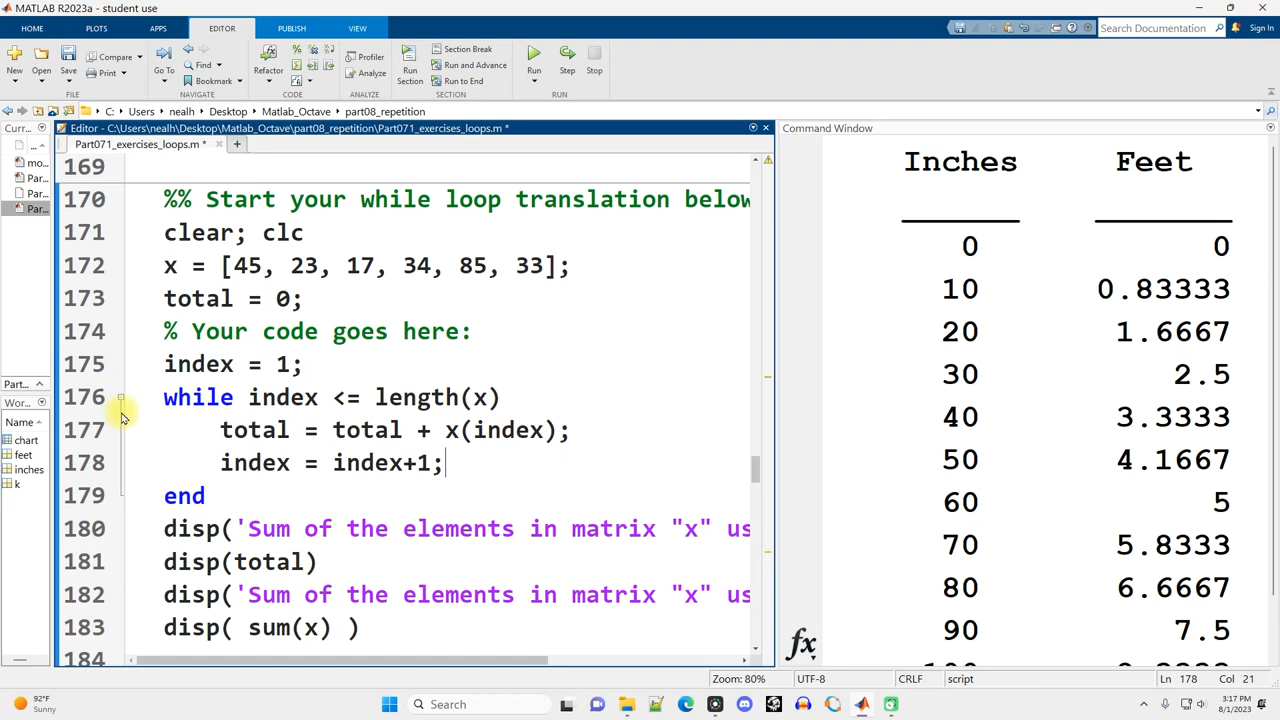 MATLAB R2023a - student use
HOME PLOTS APPS EDITOR PUBLISH VIEW Search Documentation Sign In
New Open Save Compare Print Go To Find Bookmark Refactor Profiler Analyze Run Section Section Break Run and Advance Run to End Run Step Stop
FILE NAVIGATE CODE ANALYZE SECTION RUN
C: Users nealh Desktop Matlab_Octave part08_repetition
Curr... Editor - C:\Users\nealh\Desktop\Matlab_Octave\part08_repetition\Part071_exercises_loops.m * Command Window
Part071_exercises_loops.m * +
... 
mo...
Par...
Par...
Par...
Part...
Wor...
Name
chart
feet
inches
k
169
170 %% Start your while loop translation below
171 clear; clc
172 x = [45, 23, 17, 34, 85, 33];
173 total = 0;
174 % Your code goes here:
175 index = 1;
176 while index <= length(x)
177 total = total + x(index);
178 index = index+1;
179 end
180 disp('Sum of the elements in matrix "x" us
181 disp(total)
182 disp('Sum of the elements in matrix "x" us
183 disp( sum(x) )
184
Inches Feet
0 0
10 0.83333
20 1.6667
30 2.5
40 3.3333
50 4.1667
60 5
70 5.8333
80 6.6667
90 7.5
fx
Zoom: 80% UTF-8 CRLF script Ln 178 Col 21
92°F
Sunny
Search
3:17 PM
8/1/2023